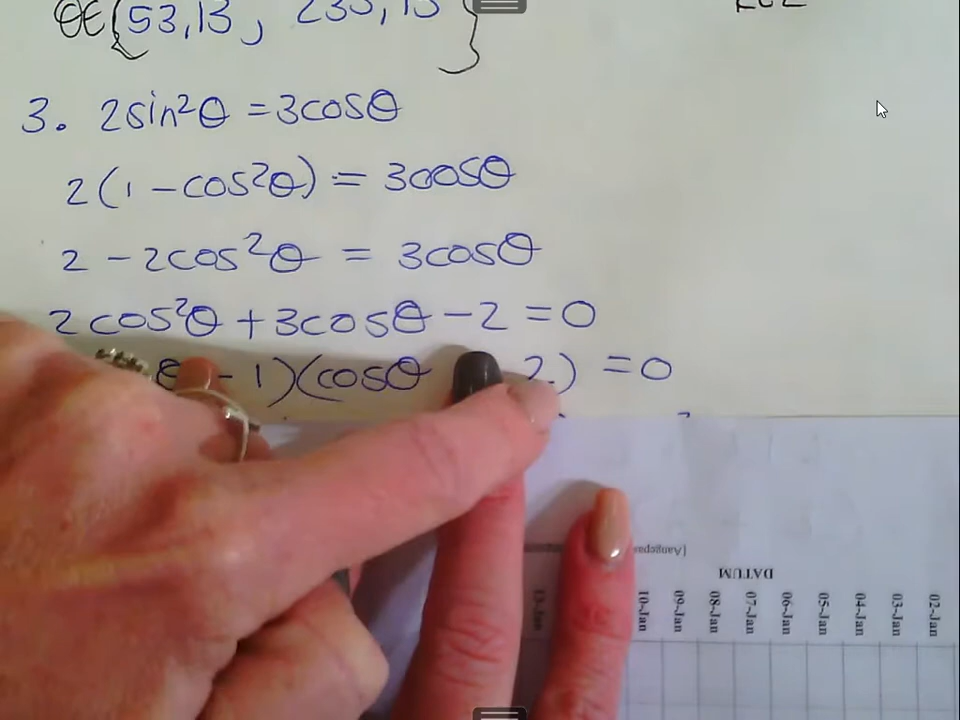 θ∈{53,13 , 233,13}
3. 2sin²θ = 3cosθ
2(1 - cos²θ) = 3cosθ
2 - 2cos²θ = 3cosθ
2cos²θ + 3cosθ - 2 = 0
θ - 1)(cosθ 2) = 0
DATUM
13-Jan 10-Jan 09-Jan 08-Jan 07-Jan 06-Jan 05-Jan 04-Jan 03-Jan 02-Jan